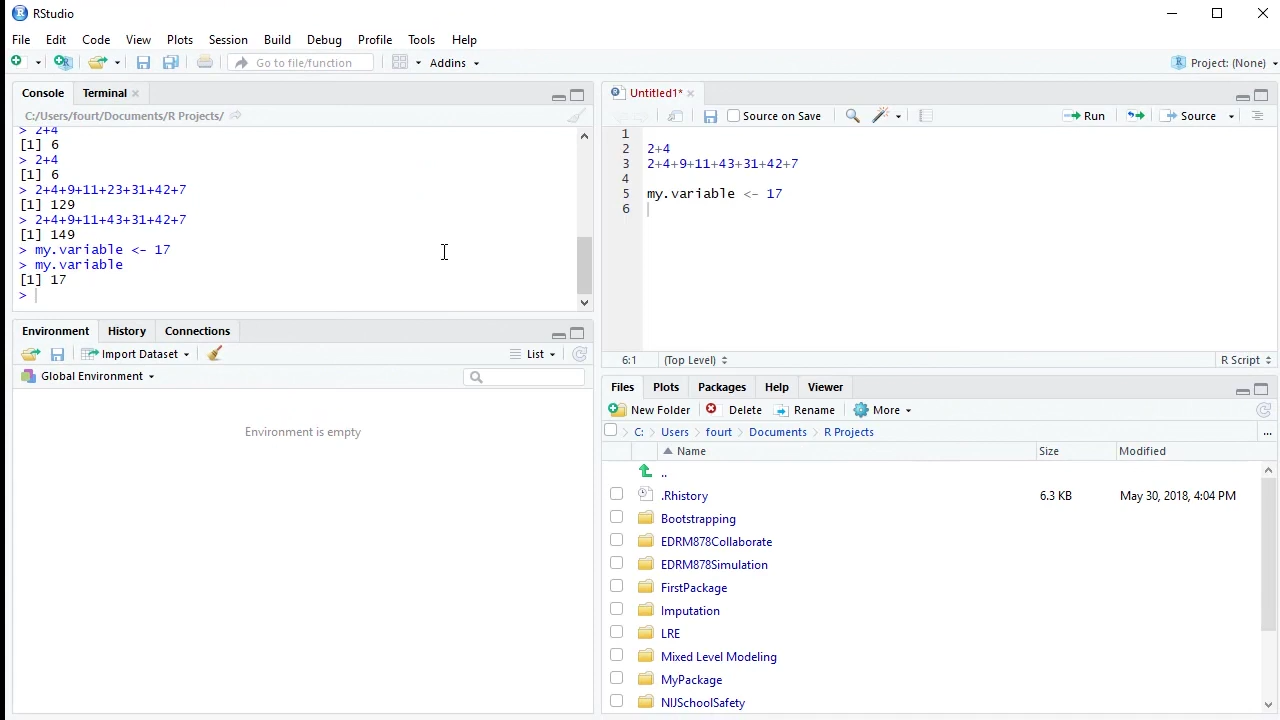 RStudio
File Edit Code View Plots Session Build Debug Profile Tools Help
Go to file/function Addins Project: (None)
Console Terminal
C:/Users/fourt/Documents/R Projects/
> 2+4
[1] 6
> 2+4
[1] 6
> 2+4+9+11+23+31+42+7
[1] 129
> 2+4+9+11+43+31+42+7
[1] 149
> my.variable <- 17
> my.variable
[1] 17
>
Untitled1*
Source on Save Run Source
1
2 2+4
3 2+4+9+11+43+31+42+7
4
5 my.variable <- 17
6
6:1 (Top Level) R Script
Environment History Connections
Import Dataset List
Global Environment
Environment is empty
Files Plots Packages Help Viewer
New Folder Delete Rename More
C: Users fourt Documents R Projects ...
Name Size Modified
..
.Rhistory 6.3 KB May 30, 2018, 4:04 PM
Bootstrapping
EDRM878Collaborate
EDRM878Simulation
FirstPackage
Imputation
LRE
Mixed Level Modeling
MyPackage
NIJSchoolSafety